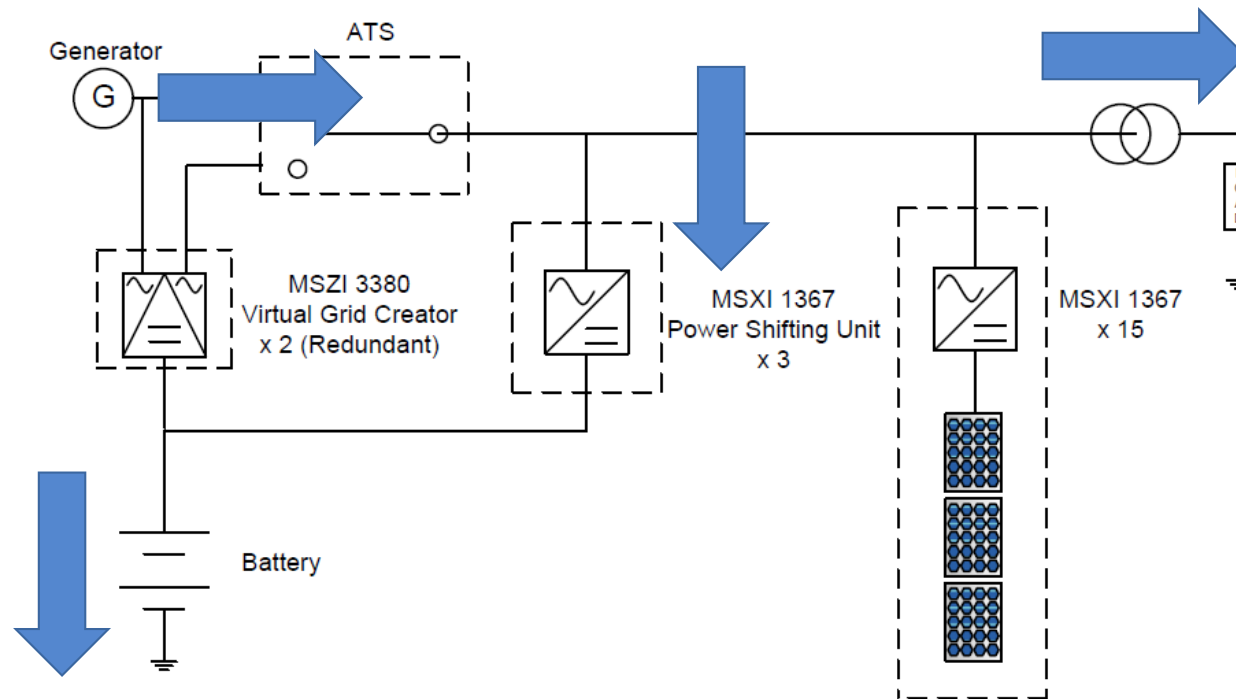 ATS
Generator
G
MSZI 3380
Virtual Grid Creator
x 2 (Redundant)
MSXI 1367
Power Shifting Unit
x 3
MSXI 1367
x 15
Battery